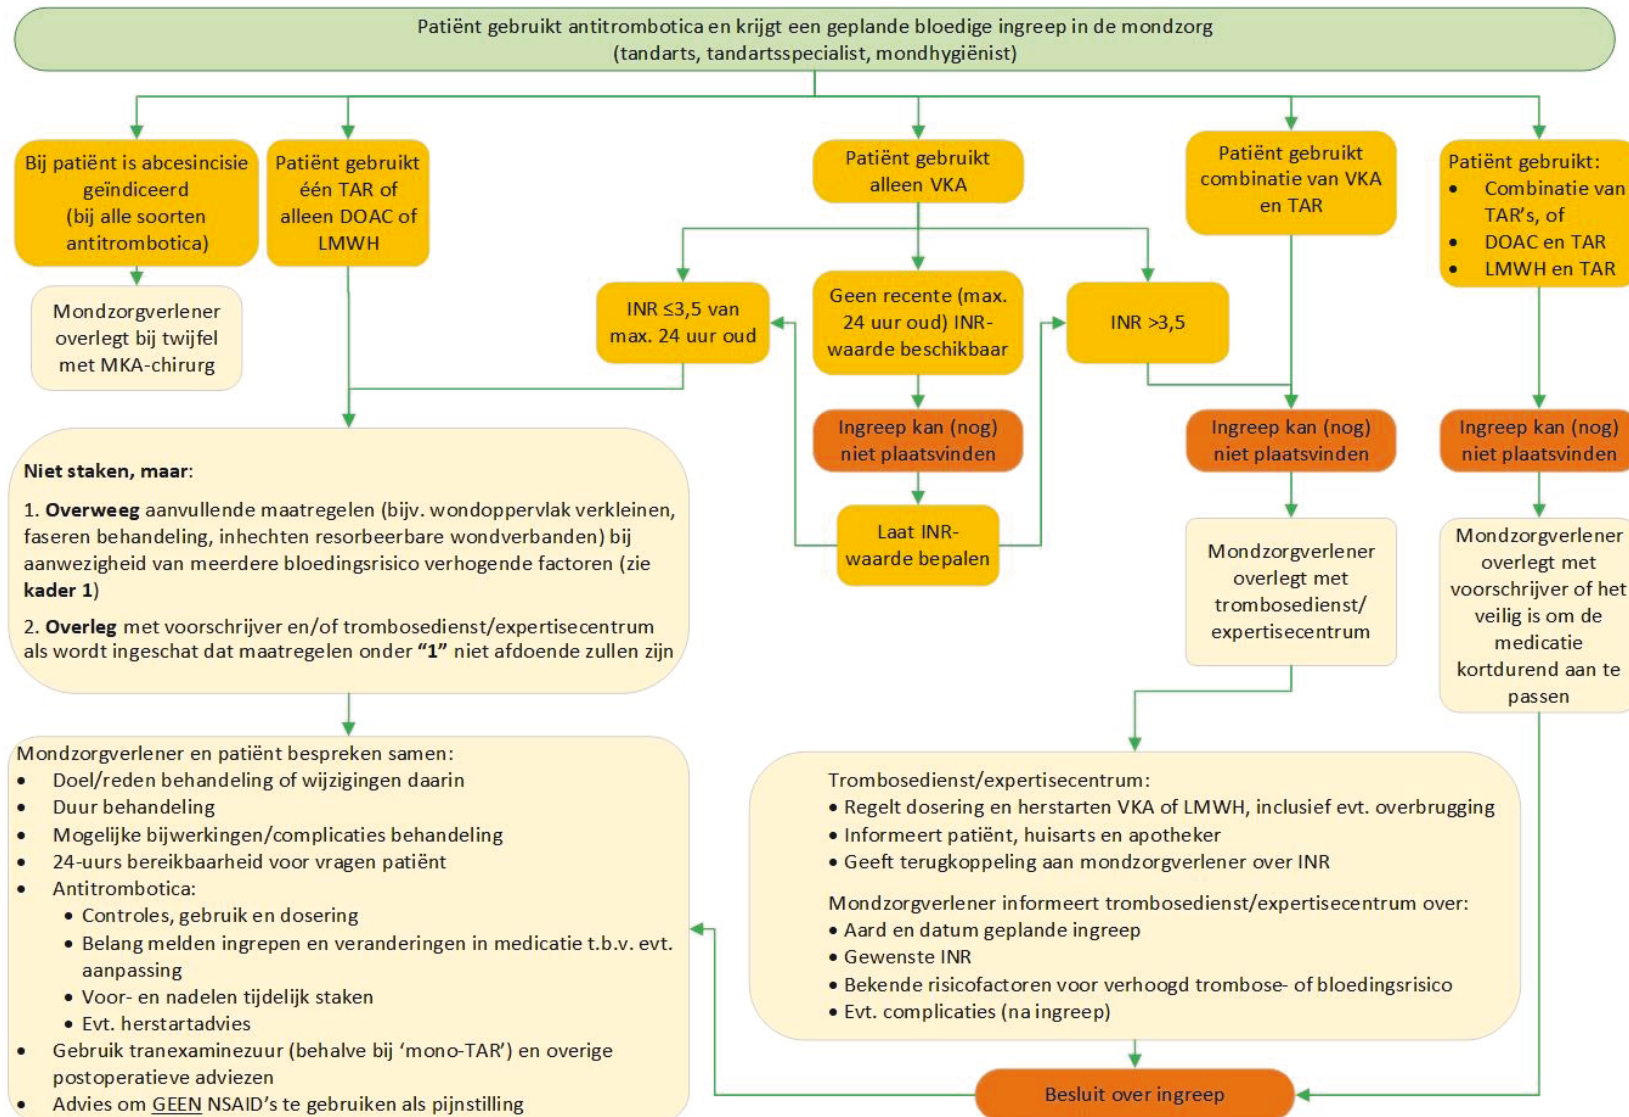 Patiënt gebruikt antitrombotica en krijgt een geplande bloedige ingreep in de mondzorg
(tandarts, tandartsspecialist, mondhygiënist)
Bij patiënt is abcesincisie
geïndiceerd
(bij alle soorten
antitrombotica)
Mondzorgverlener
overlegt bij twijfel
met MKA-chirurg
Patiënt gebruikt
één TAR of
alleen DOAC of
LMWH
Patiënt gebruikt
alleen VKA
INR ≤3,5 van
max. 24 uur oud
Geen recente (max.
24 uur oud) INR-
waarde beschikbaar
INR >3,5
Ingreep kan (nog)
niet plaatsvinden
Laat INR-
waarde bepalen
Patiënt gebruikt
combinatie van VKA
en TAR
Ingreep kan (nog)
niet plaatsvinden
Mondzorgverlener
overlegt met
trombosedienst/
expertisecentrum
Patiënt gebruikt:
• Combinatie van
TAR's, of
• DOAC en TAR
• LMWH en TAR
Ingreep kan (nog)
niet plaatsvinden
Mondzorgverlener
overlegt met
voorschrijver of het
veilig is om de
medicatie
kortdurend aan te
passen
Niet staken, maar:
1. Overweeg aanvullende maatregelen (bijv. wondoppervlak verkleinen,
faseren behandeling, inhechten resorbeerbare wondverbanden) bij
aanwezigheid van meerdere bloedingsrisico verhogende factoren (zie
kader 1)
2. Overleg met voorschrijver en/of trombosedienst/expertisecentrum
als wordt ingeschat dat maatregelen onder “1” niet afdoende zullen zijn
Mondzorgverlener en patiënt bespreken samen:
• Doel/reden behandeling of wijzigingen daarin
• Duur behandeling
• Mogelijke bijwerkingen/complicaties behandeling
• 24-uurs bereikbaarheid voor vragen patiënt
• Antitrombotica:
• Controles, gebruik en dosering
• Belang melden ingrepen en veranderingen in medicatie t.b.v. evt.
aanpassing
• Voor- en nadelen tijdelijk staken
• Evt. herstartadvies
• Gebruik tranexaminezuur (behalve bij ‘mono-TAR’) en overige
postoperatieve adviezen
• Advies om GEEN NSAID’s te gebruiken als pijnstilling
Trombosedienst/expertisecentrum:
• Regelt dosering en herstarten VKA of LMWH, inclusief evt. overbrugging
• Informeert patiënt, huisarts en apotheker
• Geeft terugkoppeling aan mondzorgverlener over INR
Mondzorgverlener informeert trombosedienst/expertisecentrum over:
• Aard en datum geplande ingreep
• Gewenste INR
• Bekende risicofactoren voor verhoogd trombose- of bloedingsrisico
• Evt. complicaties (na ingreep)
Besluit over ingreep